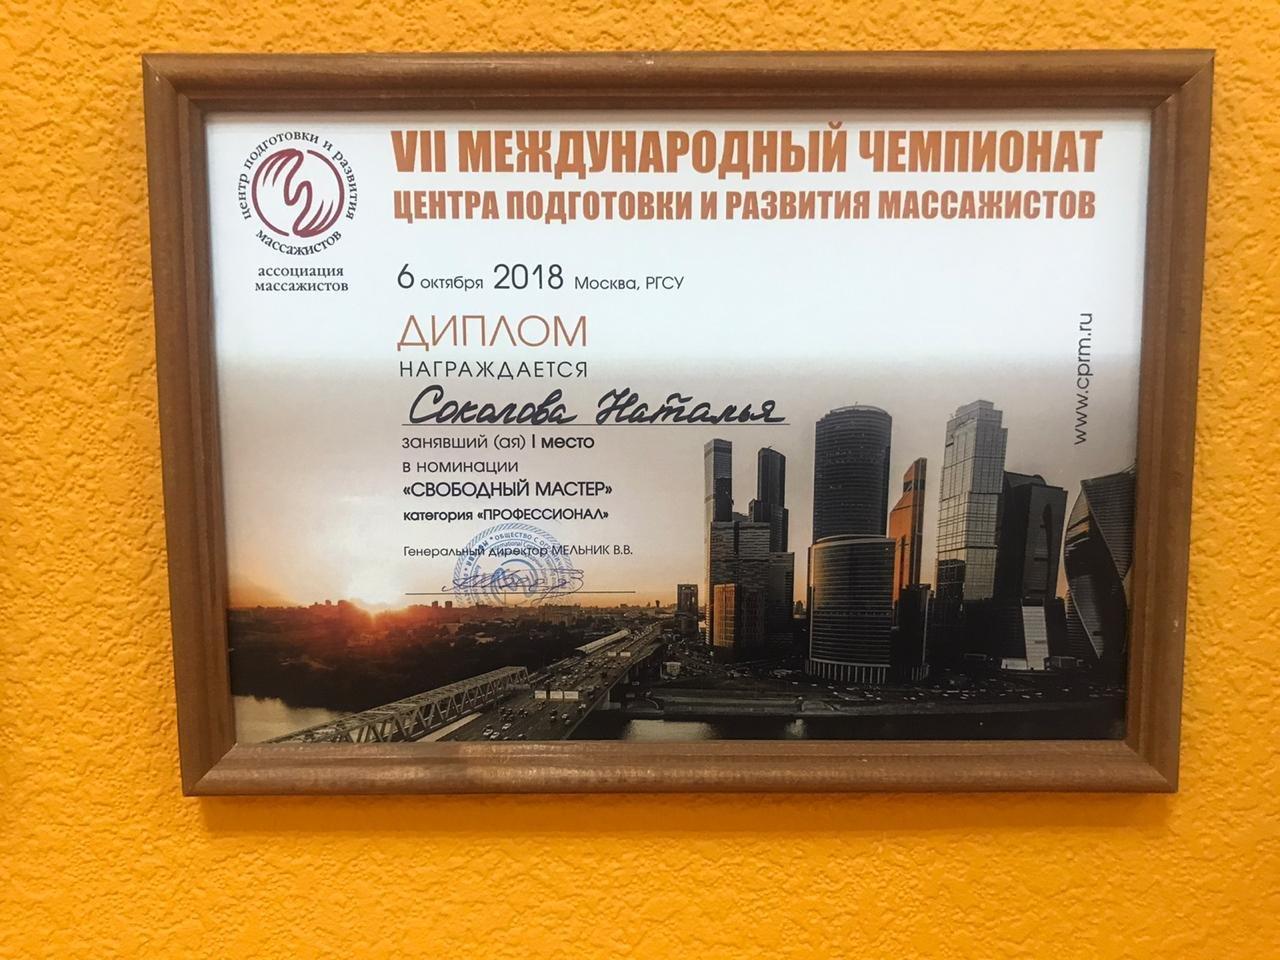 центр подготовки и развития массажистов
ассоциация
массажистов
VII МЕЖДУНАРОДНЫЙ ЧЕМПИОНАТ
ЦЕНТРА ПОДГОТОВКИ И РАЗВИТИЯ МАССАЖИСТОВ
6 октября 2018 Москва, РГСУ
ДИПЛОМ
НАГРАЖДАЕТСЯ
Соколова Наталья
занявший (ая) I место
в номинации
«СВОБОДНЫЙ МАСТЕР»
категория «ПРОФЕССИОНАЛ»
Генеральный директор МЕЛЬНИК В.В.
www.cprm.ru